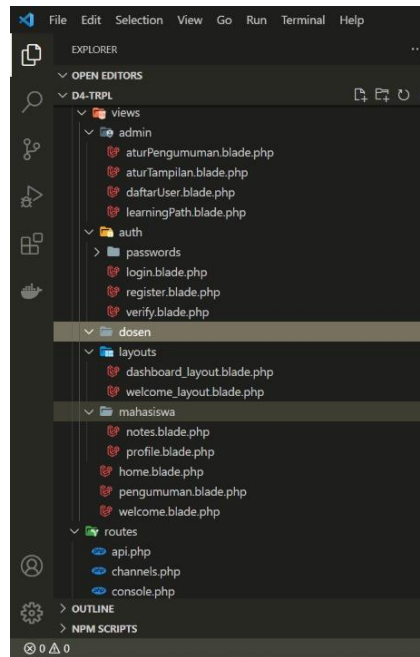 File Edit Selection View Go Run Terminal Help
EXPLORER
OPEN EDITORS
D4-TRPL
views
admin
aturPengumuman.blade.php
aturTampilan.blade.php
daftarUser.blade.php
learningPath.blade.php
auth
passwords
login.blade.php
register.blade.php
verify.blade.php
dosen
layouts
dashboard_layout.blade.php
welcome_layout.blade.php
mahasiswa
notes.blade.php
profile.blade.php
home.blade.php
pengumuman.blade.php
welcome.blade.php
routes
api.php
channels.php
console.php
OUTLINE
NPM SCRIPTS
0 0